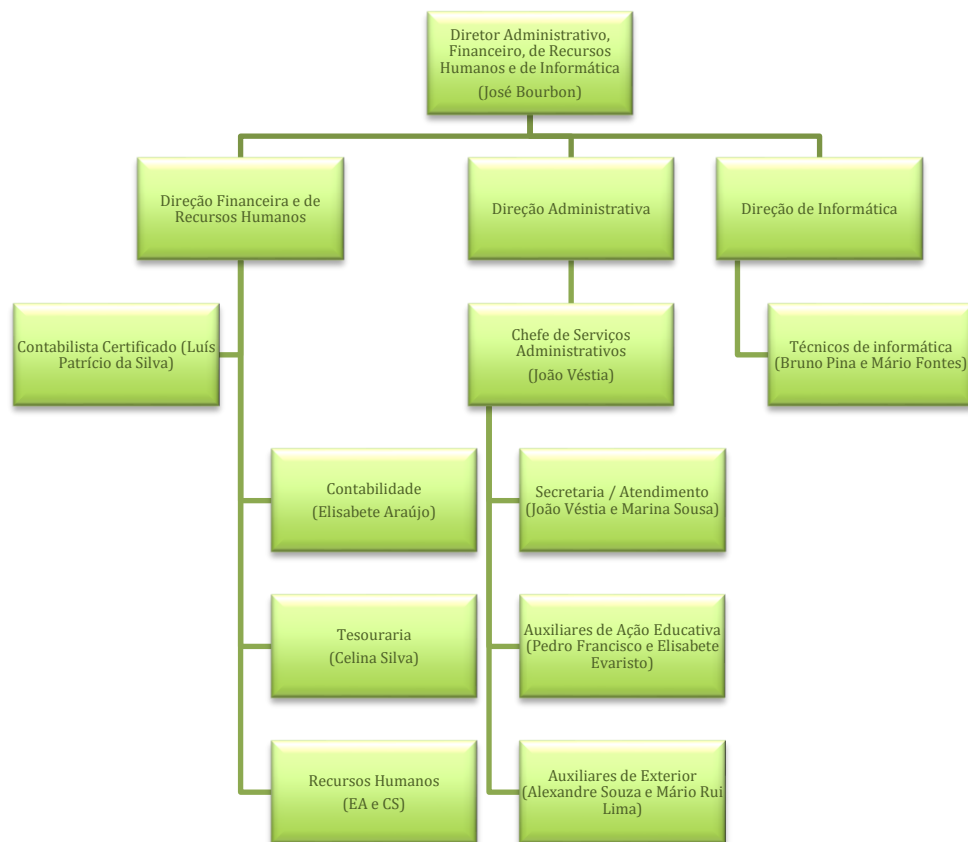 Diretor Administrativo,
Financeiro, de Recursos
Humanos e de Informática
(José Bourbon)
Direção Financeira e de
Recursos Humanos
Direção Administrativa
Direção de Informática
Contabilista Certificado (Luís
Patrício da Silva)
Chefe de Serviços
Administrativos
(João Véstia)
Técnicos de informática
(Bruno Pina e Mário Fontes)
Contabilidade
(Elisabete Araújo)
Secretaria / Atendimento
(João Véstia e Marina Sousa)
Tesouraria
(Celina Silva)
Auxiliares de Ação Educativa
(Pedro Francisco e Elisabete
Evaristo)
Recursos Humanos
(EA e CS)
Auxiliares de Exterior
(Alexandre Souza e Mário Rui
Lima)